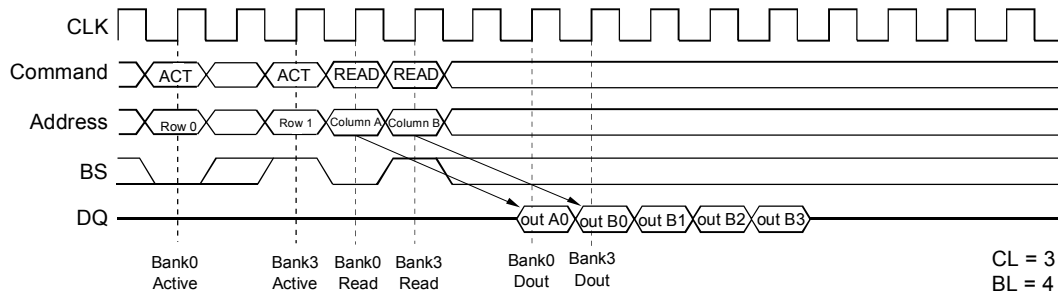 CLK
Command ACT ACT READ READ
Address Row 0 Row 1 Column A Column B
BS
DQ out A0 out B0 out B1 out B2 out B3
Bank0 Active
Bank3 Active
Bank0 Read
Bank3 Read
Bank0 Dout
Bank3 Dout
CL = 3
BL = 4